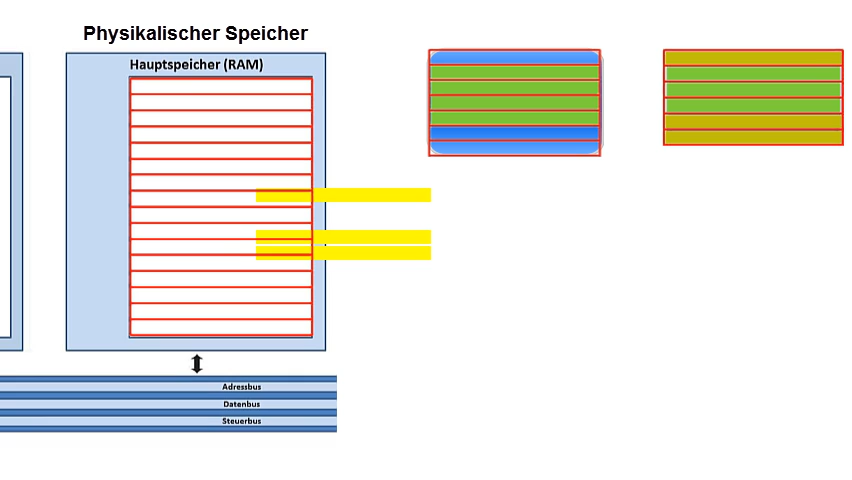 Physikalischer Speicher
Hauptspeicher (RAM)
Adressbus
Datenbus
Steuerbus